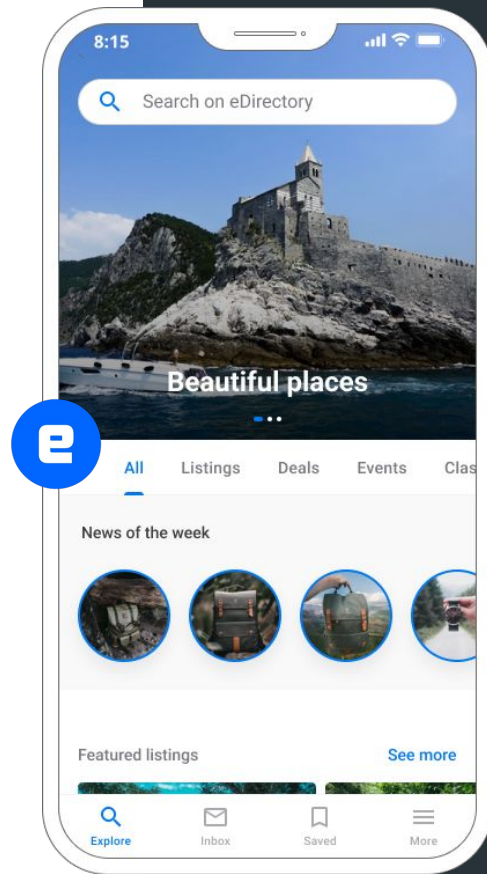 8:15
Search on eDirectory
Beautiful places
e
All Listings Deals Events Clas
News of the week
Featured listings See more
Explore Inbox Saved More